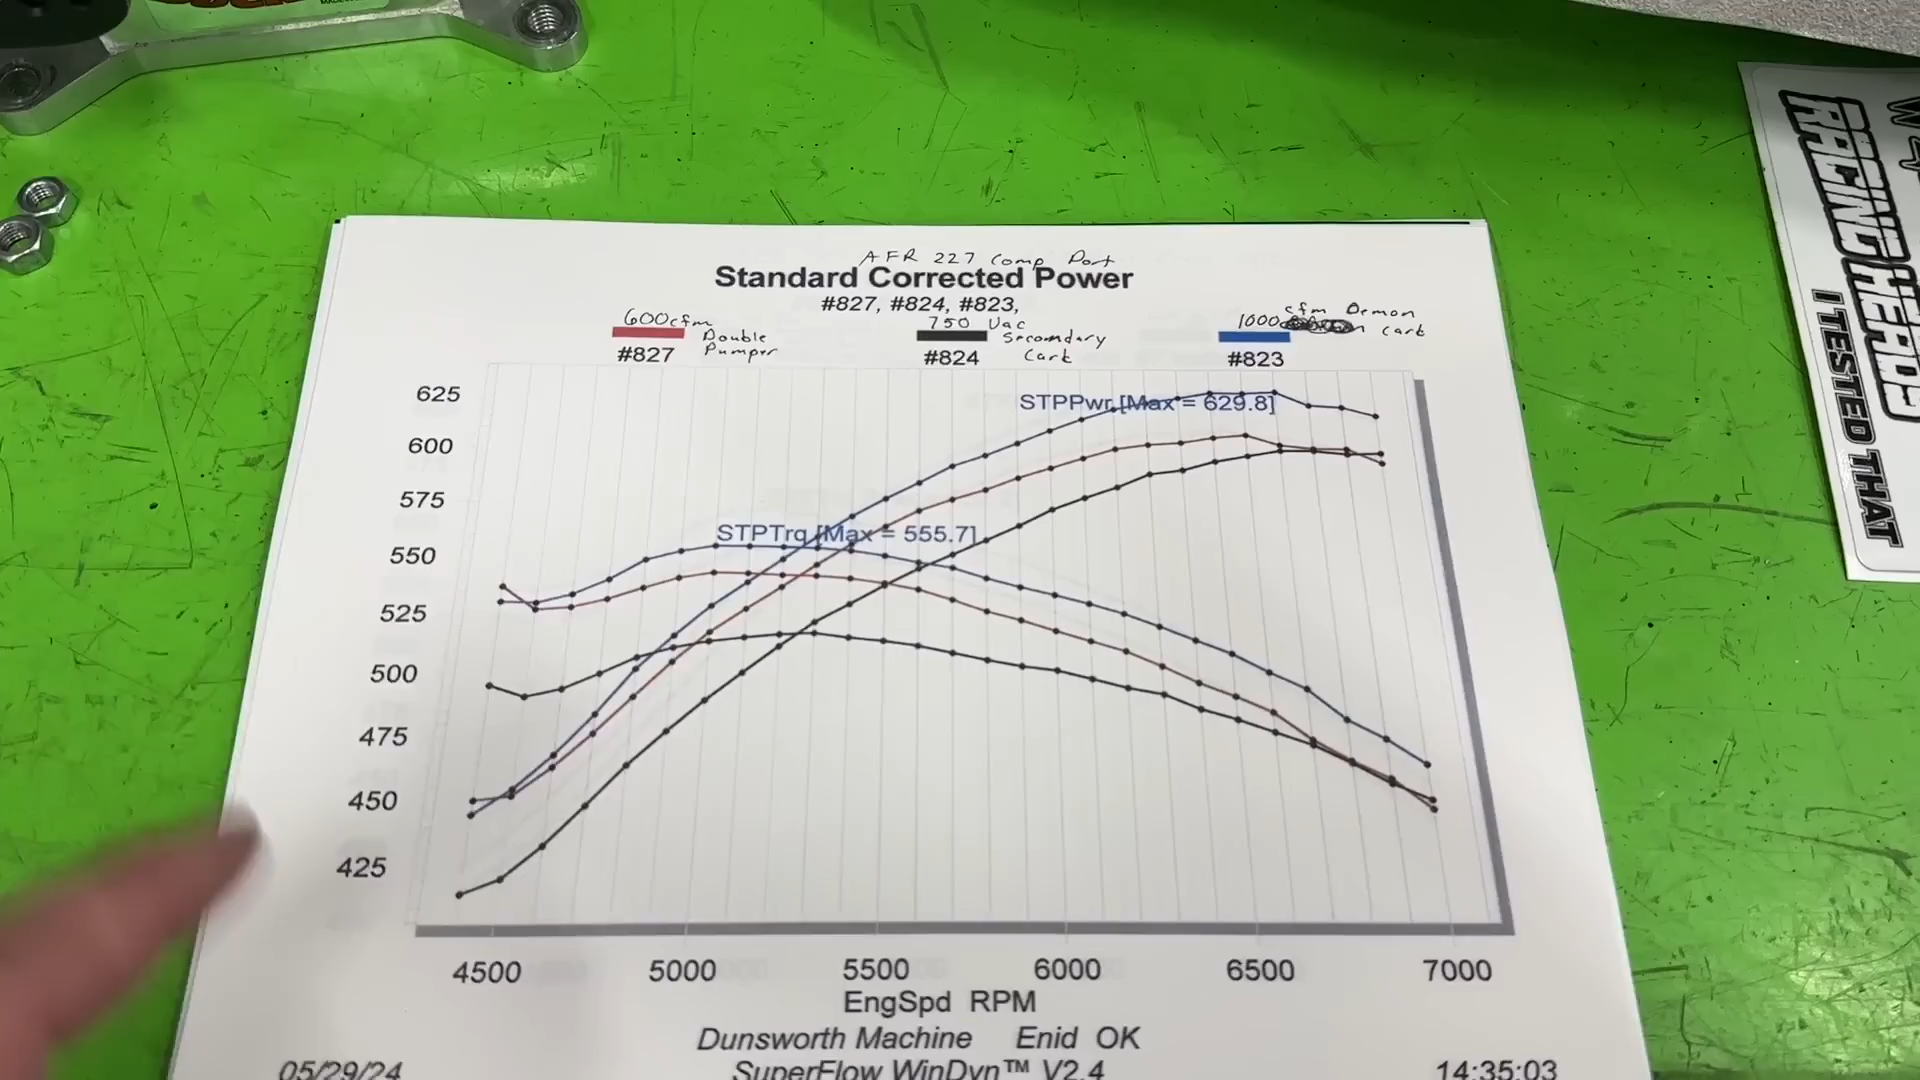 MADE
AFR 227 Comp Port
Standard Corrected Power
#827, #824, #823,
600cfm Double Pumper
#827
750 Vac Secondary Carb
#824
1000 cfm Demon Carb
#823
625
600
575
550
525
500
475
450
425
STPPwr [Max = 629.8]
STPTrq [Max = 555.7]
4500 5000 5500 6000 6500 7000
EngSpd RPM
Dunsworth Machine Enid OK
05/29/24 SuperFlow WinDyn™ V2.4 14:35:03
RACING HEADS
I TESTED THAT